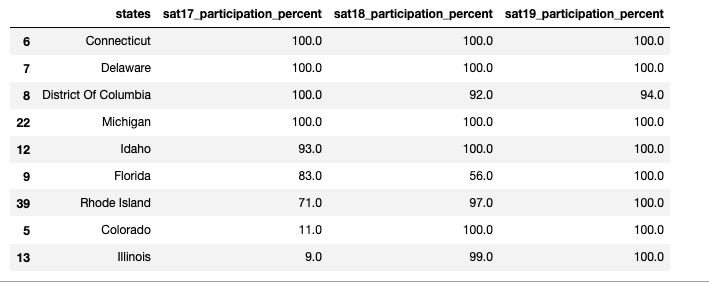 states sat17_participation_percent sat18_participation_percent sat19_participation_percent
6 Connecticut 100.0 100.0 100.0
7 Delaware 100.0 100.0 100.0
8 District Of Columbia 100.0 92.0 94.0
22 Michigan 100.0 100.0 100.0
12 Idaho 93.0 100.0 100.0
9 Florida 83.0 56.0 100.0
39 Rhode Island 71.0 97.0 100.0
5 Colorado 11.0 100.0 100.0
13 Illinois 9.0 99.0 100.0